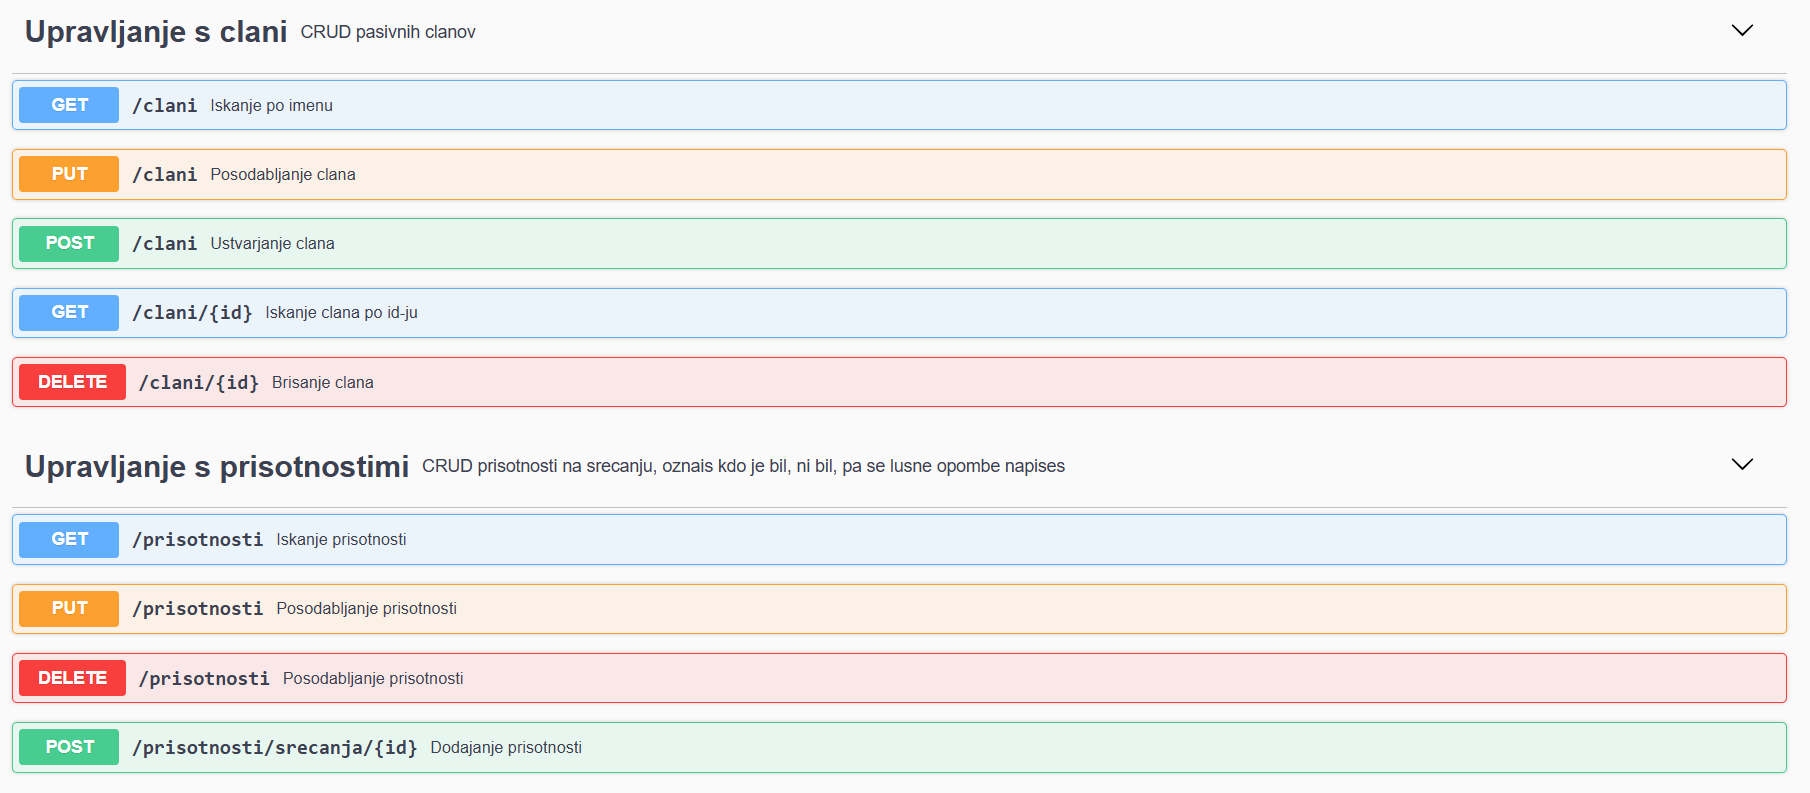 Upravljanje s clani CRUD pasivnih clanov
GET /clani Iskanje po imenu
PUT /clani Posodabljanje clana
POST /clani Ustvarjanje clana
GET /clani/{id} Iskanje clana po id-ju
DELETE /clani/{id} Brisanje clana
Upravljanje s prisotnostimi CRUD prisotnosti na srecanju, oznais kdo je bil, ni bil, pa se lusne opombe napises
GET /prisotnosti Iskanje prisotnosti
PUT /prisotnosti Posodabljanje prisotnosti
DELETE /prisotnosti Posodabljanje prisotnosti
POST /prisotnosti/srecanja/{id} Dodajanje prisotnosti